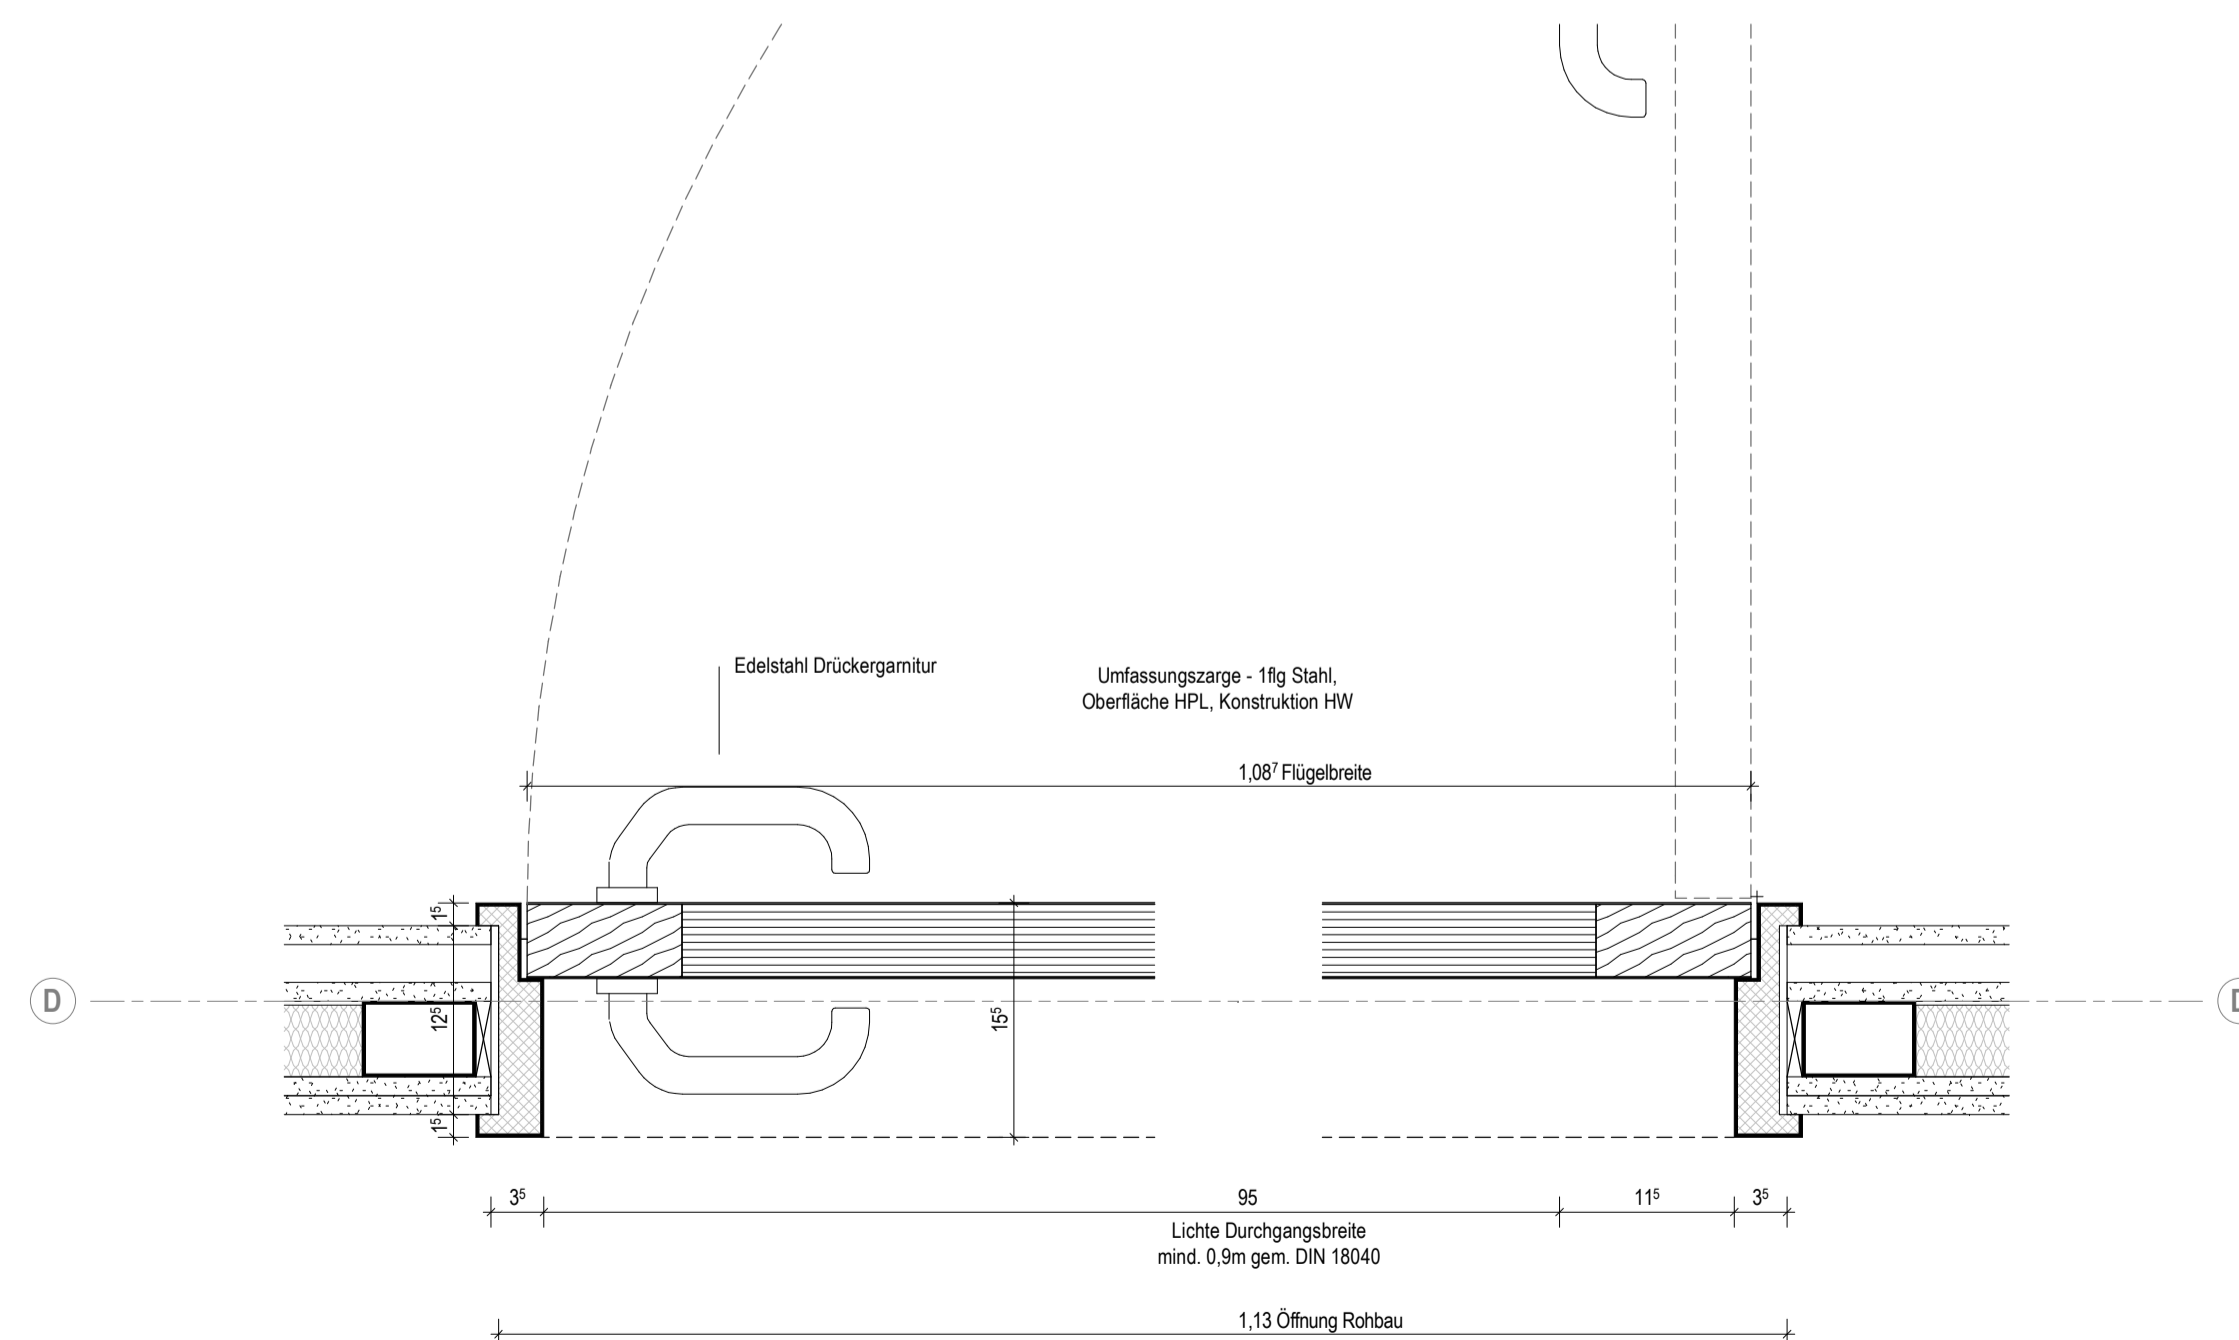 Edelstahl Drückergarnitur
Umfassungszarge - 1flg Stahl,
Oberfläche HPL, Konstruktion HW
1,08⁷ Flügelbreite
1⁵
12⁵
1⁵
15⁵
D
3⁵
95
11⁵
3⁵
Lichte Durchgangsbreite
mind. 0,9m gem. DIN 18040
1,13 Öffnung Rohbau